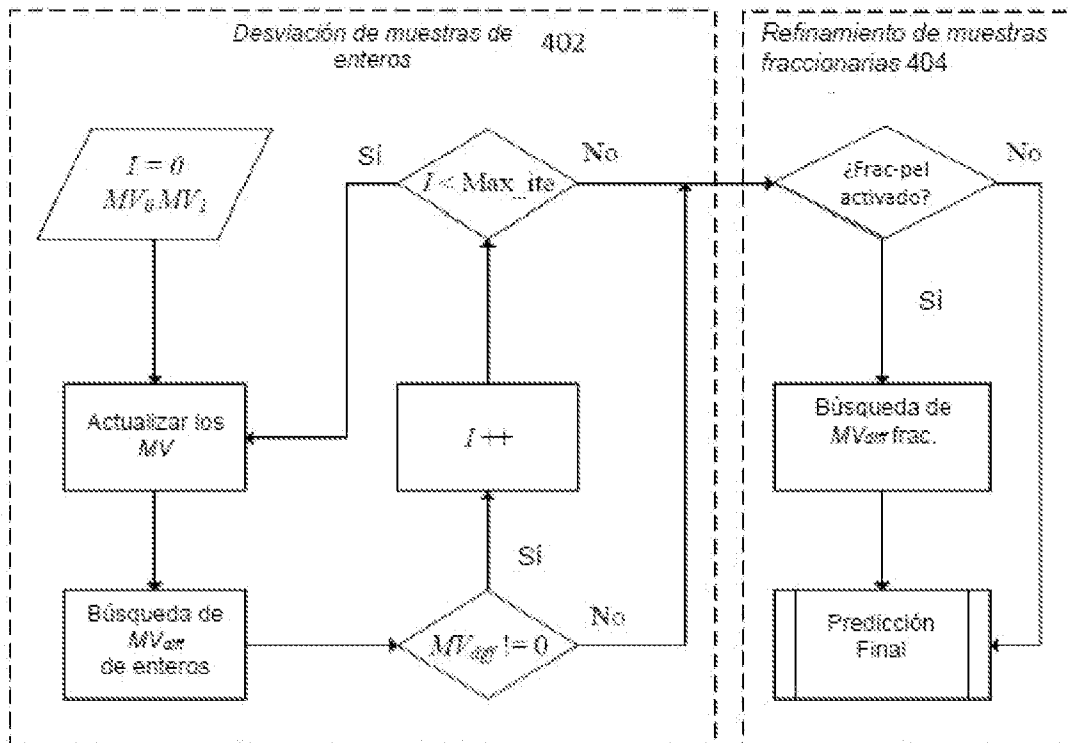 Desviación de muestras de
enteros
402
Refinamiento de muestras
fraccionarias 404
I = 0
MV₀ MV₁
Sí
I < Max_ite
No
¿Frac-pel
activado?
No
Sí
Actualizar los
MV
I ++
Búsqueda de
MVdiff frac.
Sí
Búsqueda de
MVdiff
de enteros
MVdiff != 0
No
Predicción
Final